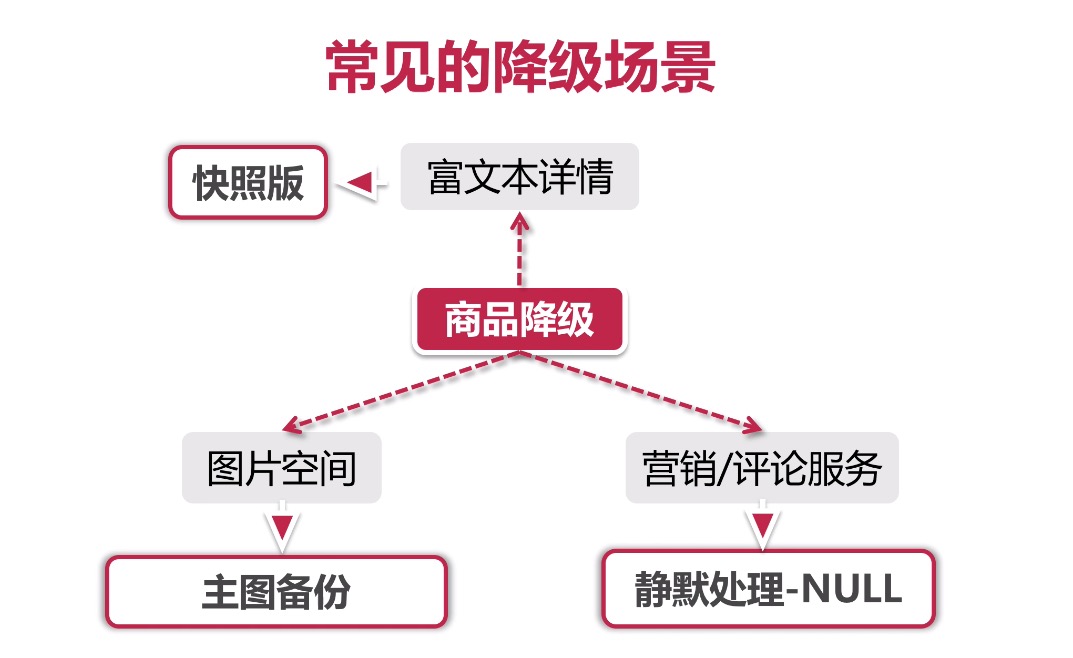 常见的降级场景
快照版
富文本详情
商品降级
图片空间
营销/评论服务
主图备份
静默处理-NULL